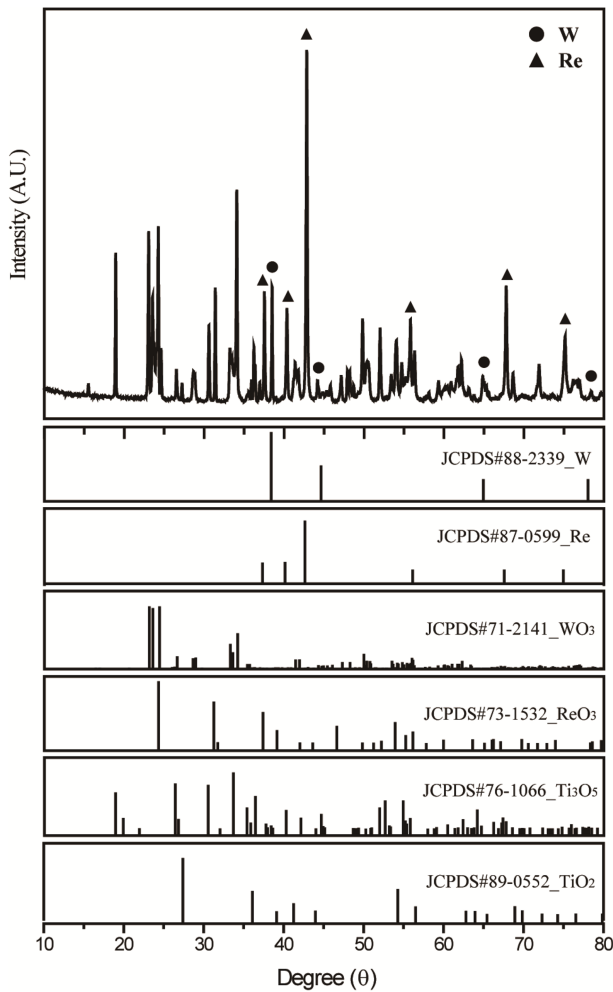 ● W
▲ Re
Intensity (A.U.)
JCPDS#88-2339_W
JCPDS#87-0599_Re
JCPDS#71-2141_WO₃
JCPDS#73-1532_ReO₃
JCPDS#76-1066_Ti₃O₅
JCPDS#89-0552_TiO₂
10 20 30 40 50 60 70 80
Degree (θ)